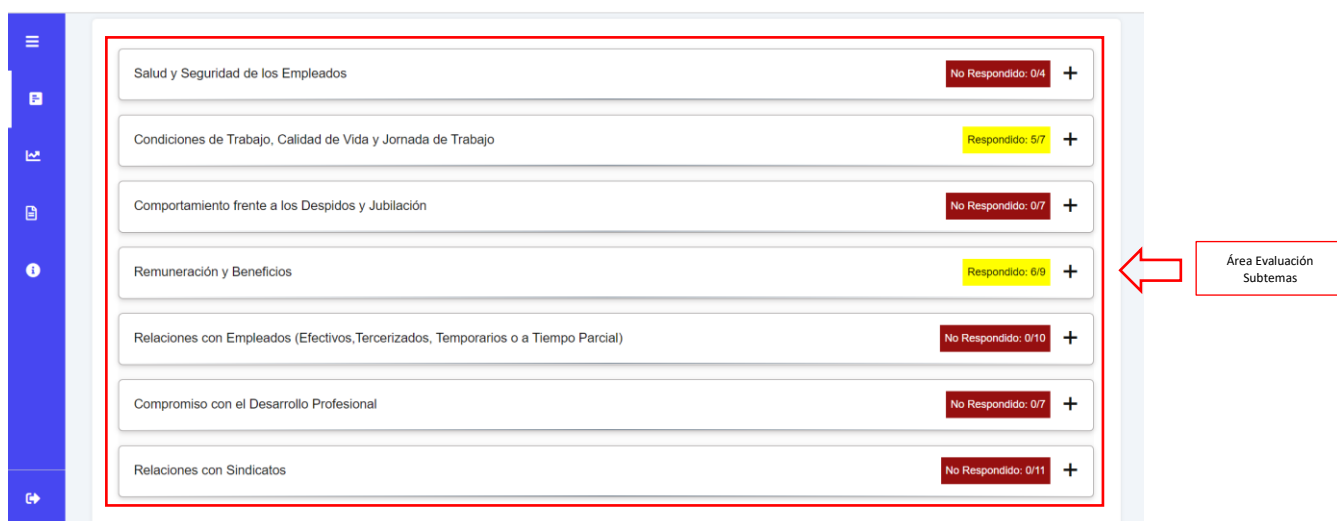 Salud y Seguridad de los Empleados
No Respondido: 0/4
Condiciones de Trabajo, Calidad de Vida y Jornada de Trabajo
Respondido: 5/7
Comportamiento frente a los Despidos y Jubilación
No Respondido: 0/7
Remuneración y Beneficios
Respondido: 6/9
Área Evaluación
Subtemas
Relaciones con Empleados (Efectivos,Tercerizados, Temporarios o a Tiempo Parcial)
No Respondido: 0/10
Compromiso con el Desarrollo Profesional
No Respondido: 0/7
Relaciones con Sindicatos
No Respondido: 0/11